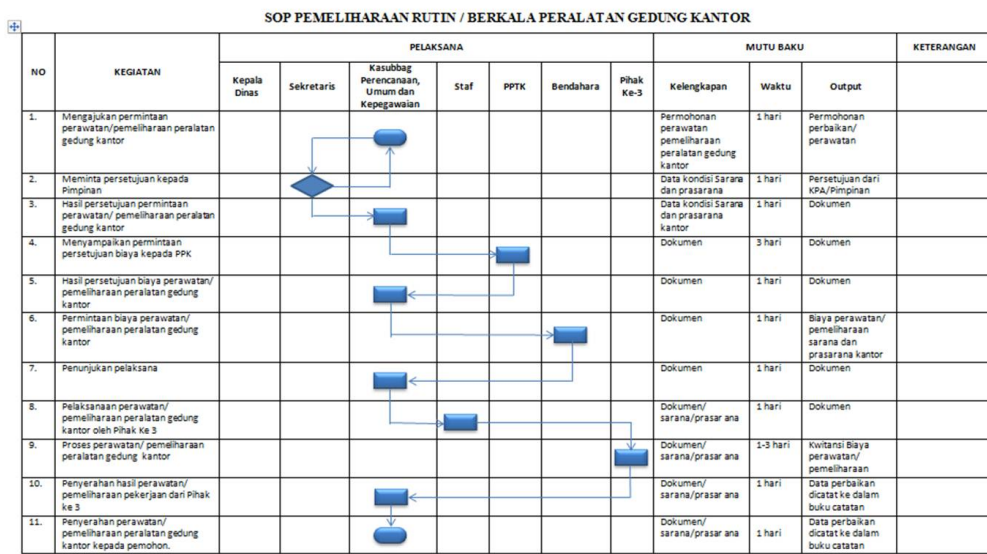 SOP PEMELIHARAAN RUTIN / BERKALA PERALATAN GEDUNG KANTOR
NO
KEGIATAN
PELAKSANA
MUTU BAKU
KETERANGAN
Kepala
Dinas
Sekretaris
Kasubbag
Perencanaan,
Umum dan
Kepegawaian
Staf
PPTK
Bendahara
Pihak
Ke-3
Kelengkapan
Waktu
Output
1.
Mengajukan permintaan
perawatan/pemeliharaan peralatan
gedung kantor
Permohonan
perawatan
pemeliharaan
peralatan gedung
kantor
1 hari
Permohonan
perbaikan/
perawatan
2.
Meminta persetujuan kepada
Pimpinan
Data kondisi Sarana
dan prasarana
1 hari
Persetujuan dari
KPA/Pimpinan
3.
Hasil persetujuan permintaan
perawatan/ pemeliharaan peralatan
gedung kantor
Data kondisi Sarana
dan prasarana
kantor
1 hari
Dokumen
4.
Menyampaikan permintaan
persetujuan biaya kepada PPK
Dokumen
3 hari
Dokumen
5.
Hasil persetujuan biaya perawatan/
pemeliharaan peralatan gedung
kantor
Dokumen
1 hari
Dokumen
6.
Permintaan biaya perawatan/
pemeliharaan peralatan gedung
kantor
Dokumen
1 hari
Biaya perawatan/
pemeliharaan
sarana dan
prasarana kantor
7.
Penunjukan pelaksana
Dokumen
1 hari
Dokumen
8.
Pelaksanaan perawatan/
pemeliharaan peralatan gedung
kantor oleh Pihak Ke 3
Dokumen/
sarana/prasar ana
1 hari
Dokumen
9.
Proses perawatan/ pemeliharaan
peralatan gedung kantor
Dokumen/
sarana/prasar ana
1-3 hari
Kwitansi Biaya
perawatan/
pemeliharaan
10.
Penyerahan hasil perawatan/
pemeliharaan pekerjaan dari Pihak
ke 3
Dokumen/
sarana/prasar ana
1 hari
Data perbaikan
dicatat ke dalam
buku catatan
11.
Penyerahan perawatan/
pemeliharaan peralatan gedung
kantor kepada pemohon.
Dokumen/
sarana/prasar ana
1 hari
Data perbaikan
dicatat ke dalam
buku catatan